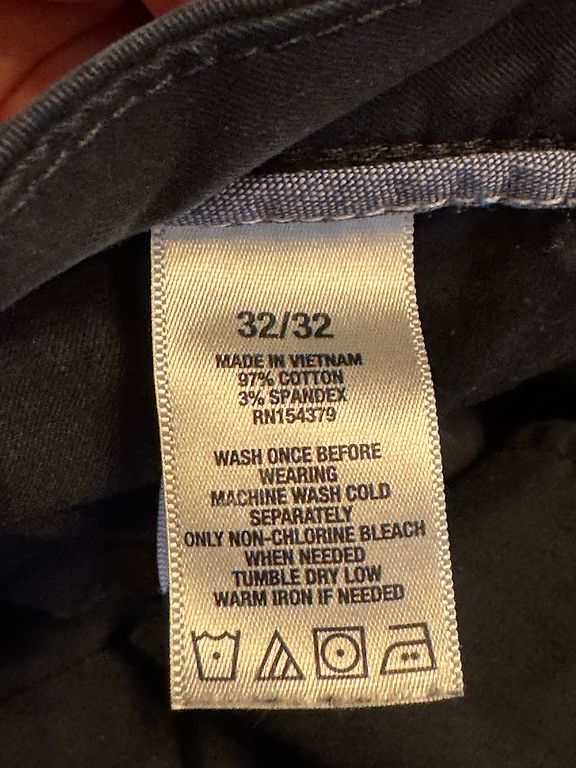 32/32
MADE IN VIETNAM
97% COTTON
3% SPANDEX
RN154379
WASH ONCE BEFORE
WEARING
MACHINE WASH COLD
SEPARATELY
ONLY NON-CHLORINE BLEACH
WHEN NEEDED
TUMBLE DRY LOW
WARM IRON IF NEEDED